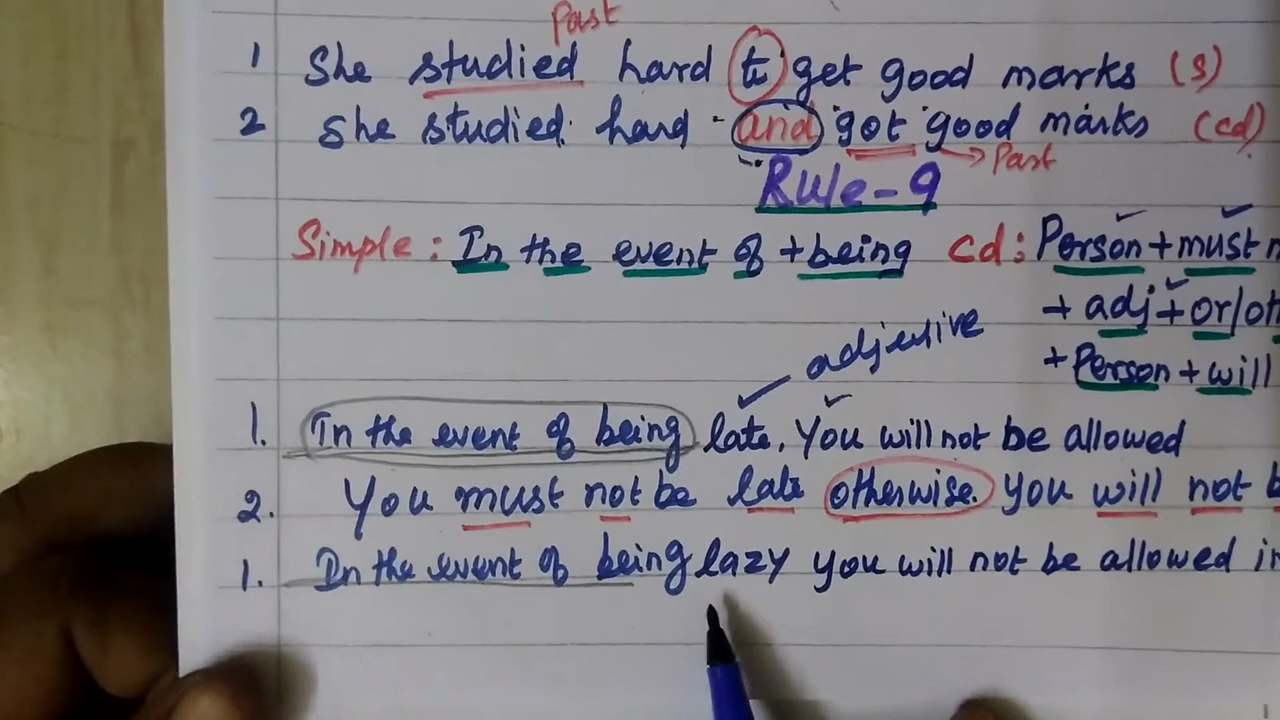 Past
1 She studied hard to get good marks (s)
2 She studied hard and got good marks (cd)
Past
Rule-9
Simple: In the event of + being cd: Person + must
+ adj + or/
adjective + Person + will
1. In the event of being late, You will not be allowed
2. You must not be late otherwise you will not
1. In the event of being lazy you will not be allowed